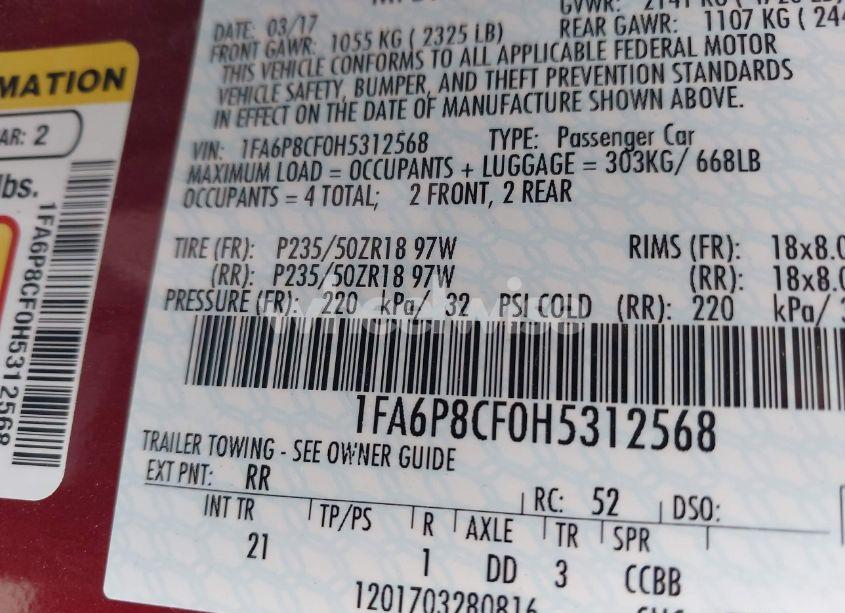 MATION
AR: 2
lbs.
1FA6P8CF0H5312568
DATE: 03/17
FRONT GAWR: 1055 KG ( 2325 LB)
REAR GAWR: 1107 KG ( 244
THIS VEHICLE CONFORMS TO ALL APPLICABLE FEDERAL MOTOR
VEHICLE SAFETY, BUMPER, AND THEFT PREVENTION STANDARDS
IN EFFECT ON THE DATE OF MANUFACTURE SHOWN ABOVE.
VIN: 1FA6P8CF0H5312568 TYPE: Passenger Car
MAXIMUM LOAD = OCCUPANTS + LUGGAGE = 303KG/ 668LB
OCCUPANTS = 4 TOTAL; 2 FRONT, 2 REAR
TIRE (FR): P235/50ZR18 97W RIMS (FR): 18x8.0
(RR): P235/50ZR18 97W (RR): 18x8.0
PRESSURE (FR): 220 kPa/ 32 PSI COLD (RR): 220 kPa/ 3
1FA6P8CF0H5312568
TRAILER TOWING - SEE OWNER GUIDE
EXT PNT: RR RC: 52 DSO:
INT TR TP/PS R AXLE TR SPR
21 1 DD 3 CCBB
1201703280816